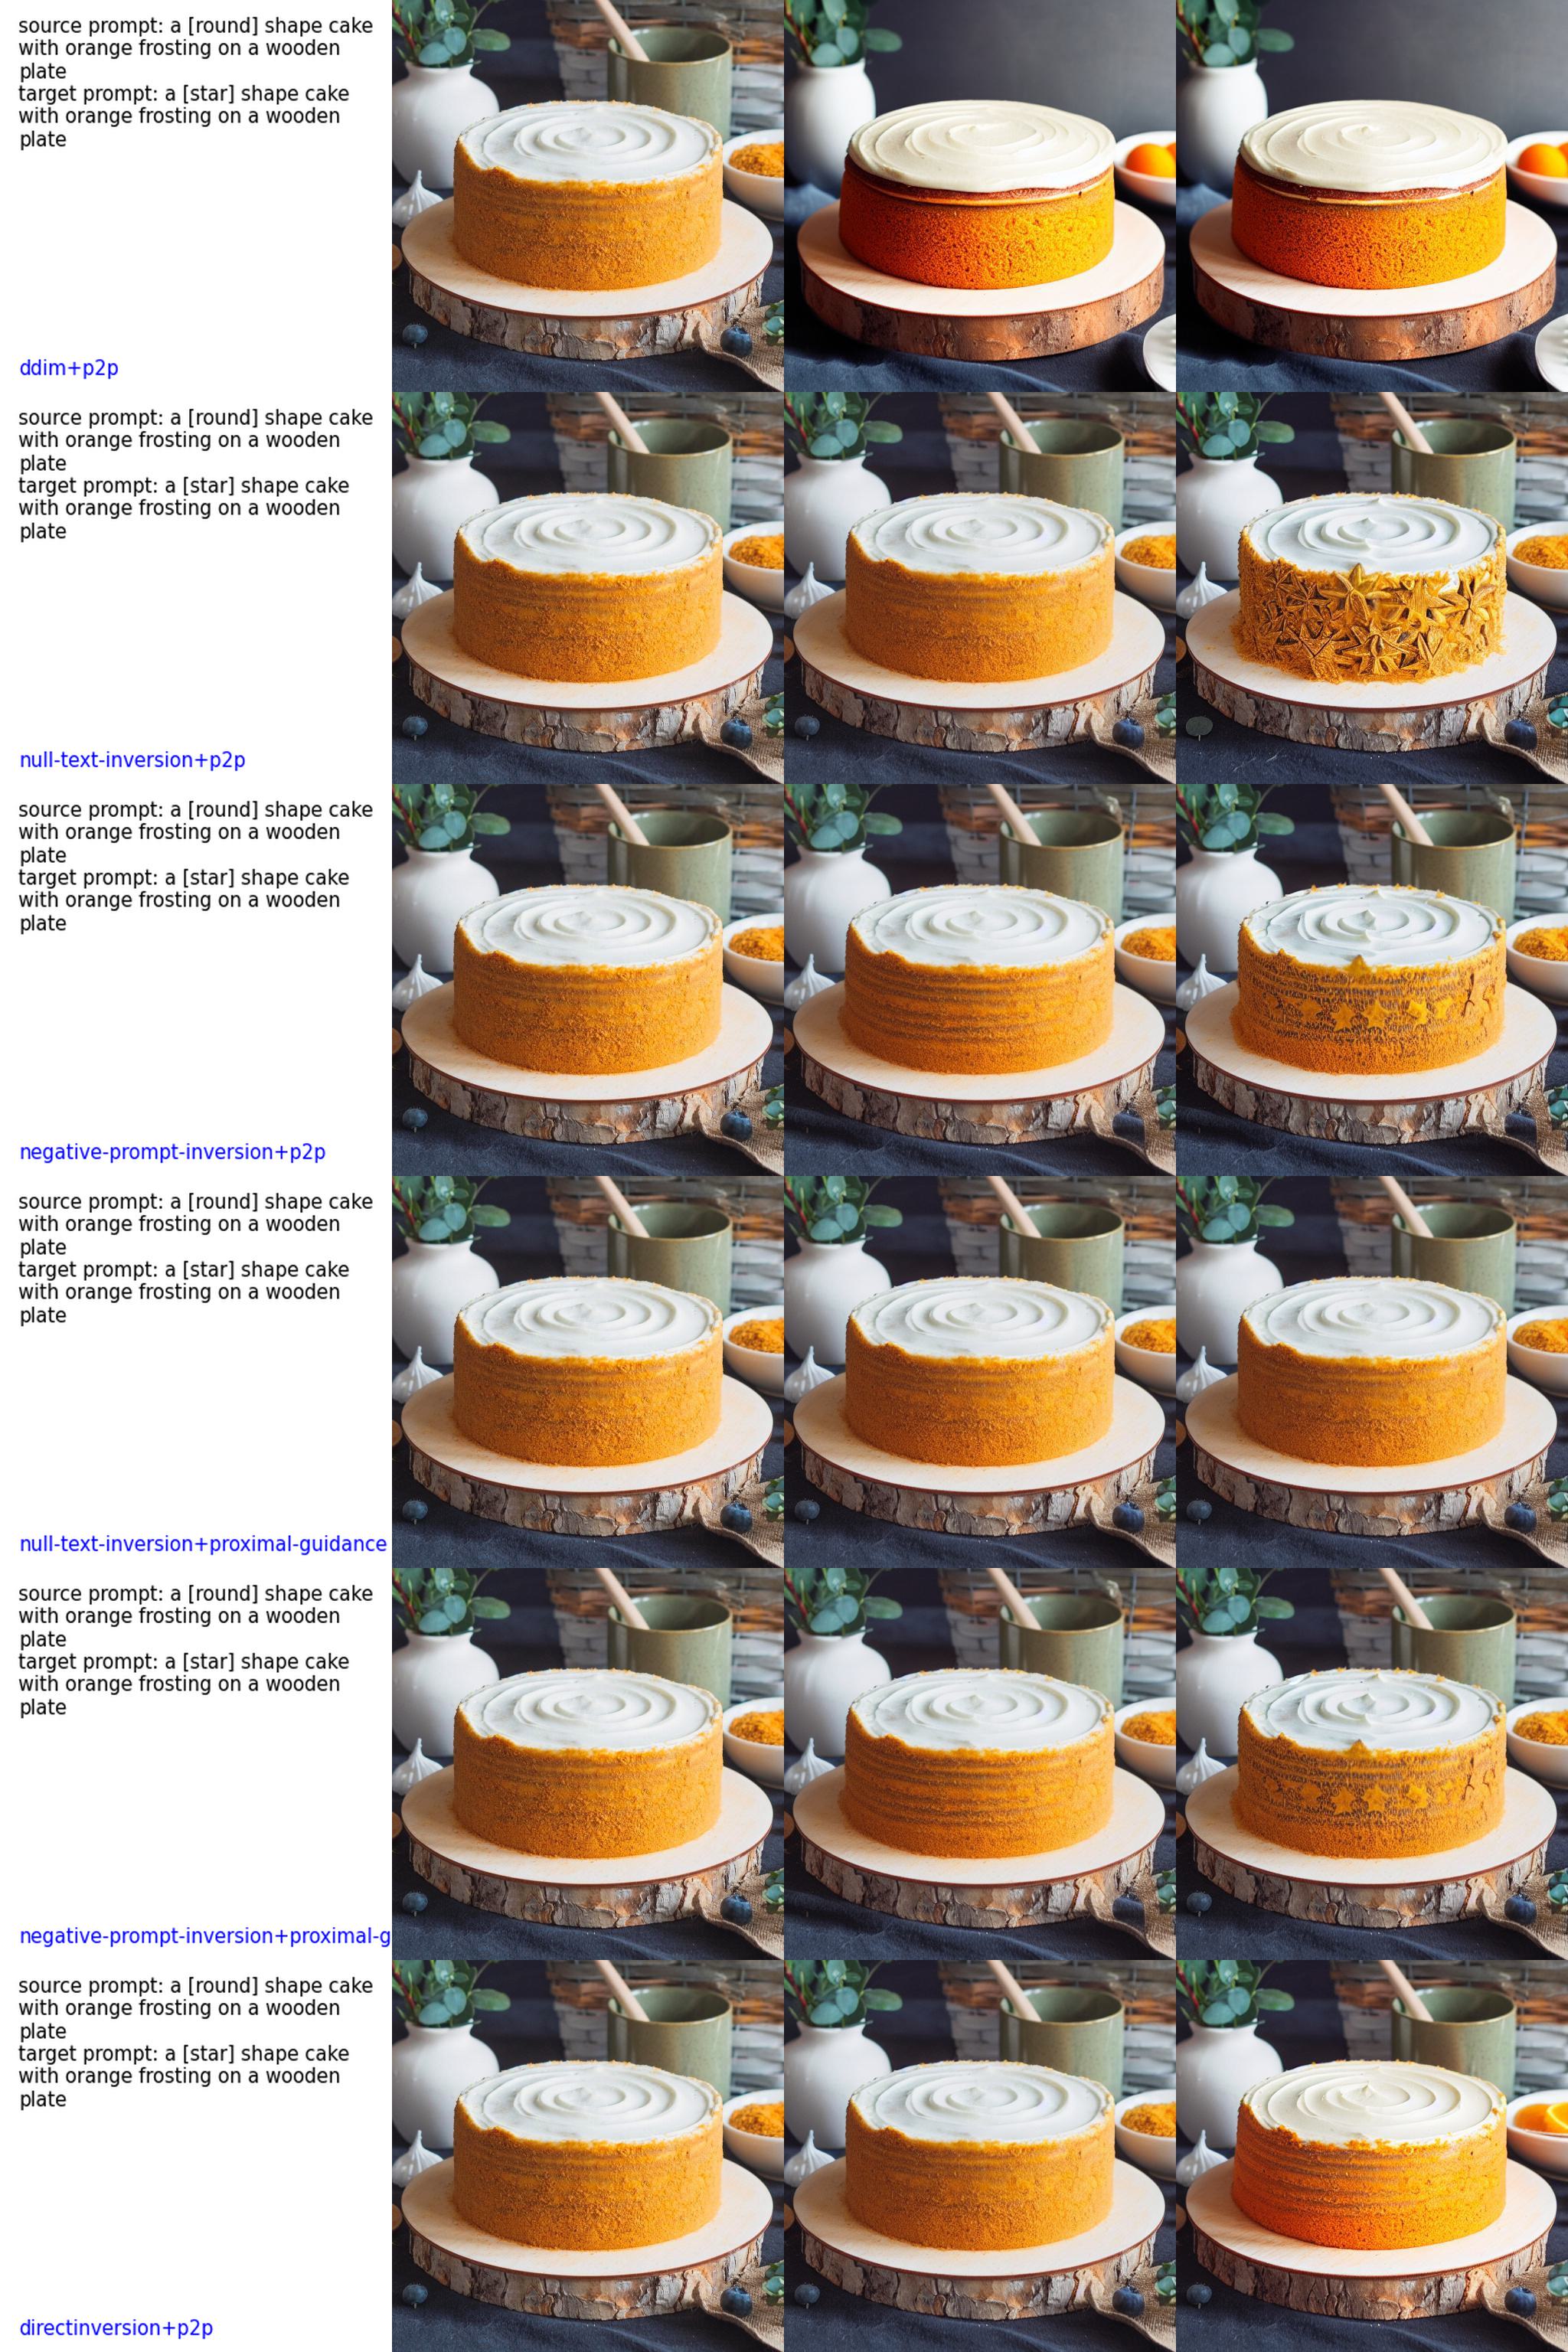 source prompt: a [round] shape cake
with orange frosting on a wooden
plate
target prompt: a [star] shape cake
with orange frosting on a wooden
plate
ddim+p2p
source prompt: a [round] shape cake
with orange frosting on a wooden
plate
target prompt: a [star] shape cake
with orange frosting on a wooden
plate
null-text-inversion+p2p
source prompt: a [round] shape cake
with orange frosting on a wooden
plate
target prompt: a [star] shape cake
with orange frosting on a wooden
plate
negative-prompt-inversion+p2p
source prompt: a [round] shape cake
with orange frosting on a wooden
plate
target prompt: a [star] shape cake
with orange frosting on a wooden
plate
null-text-inversion+proximal-guidance
source prompt: a [round] shape cake
with orange frosting on a wooden
plate
target prompt: a [star] shape cake
with orange frosting on a wooden
plate
negative-prompt-inversion+proximal-g
source prompt: a [round] shape cake
with orange frosting on a wooden
plate
target prompt: a [star] shape cake
with orange frosting on a wooden
plate
directinversion+p2p